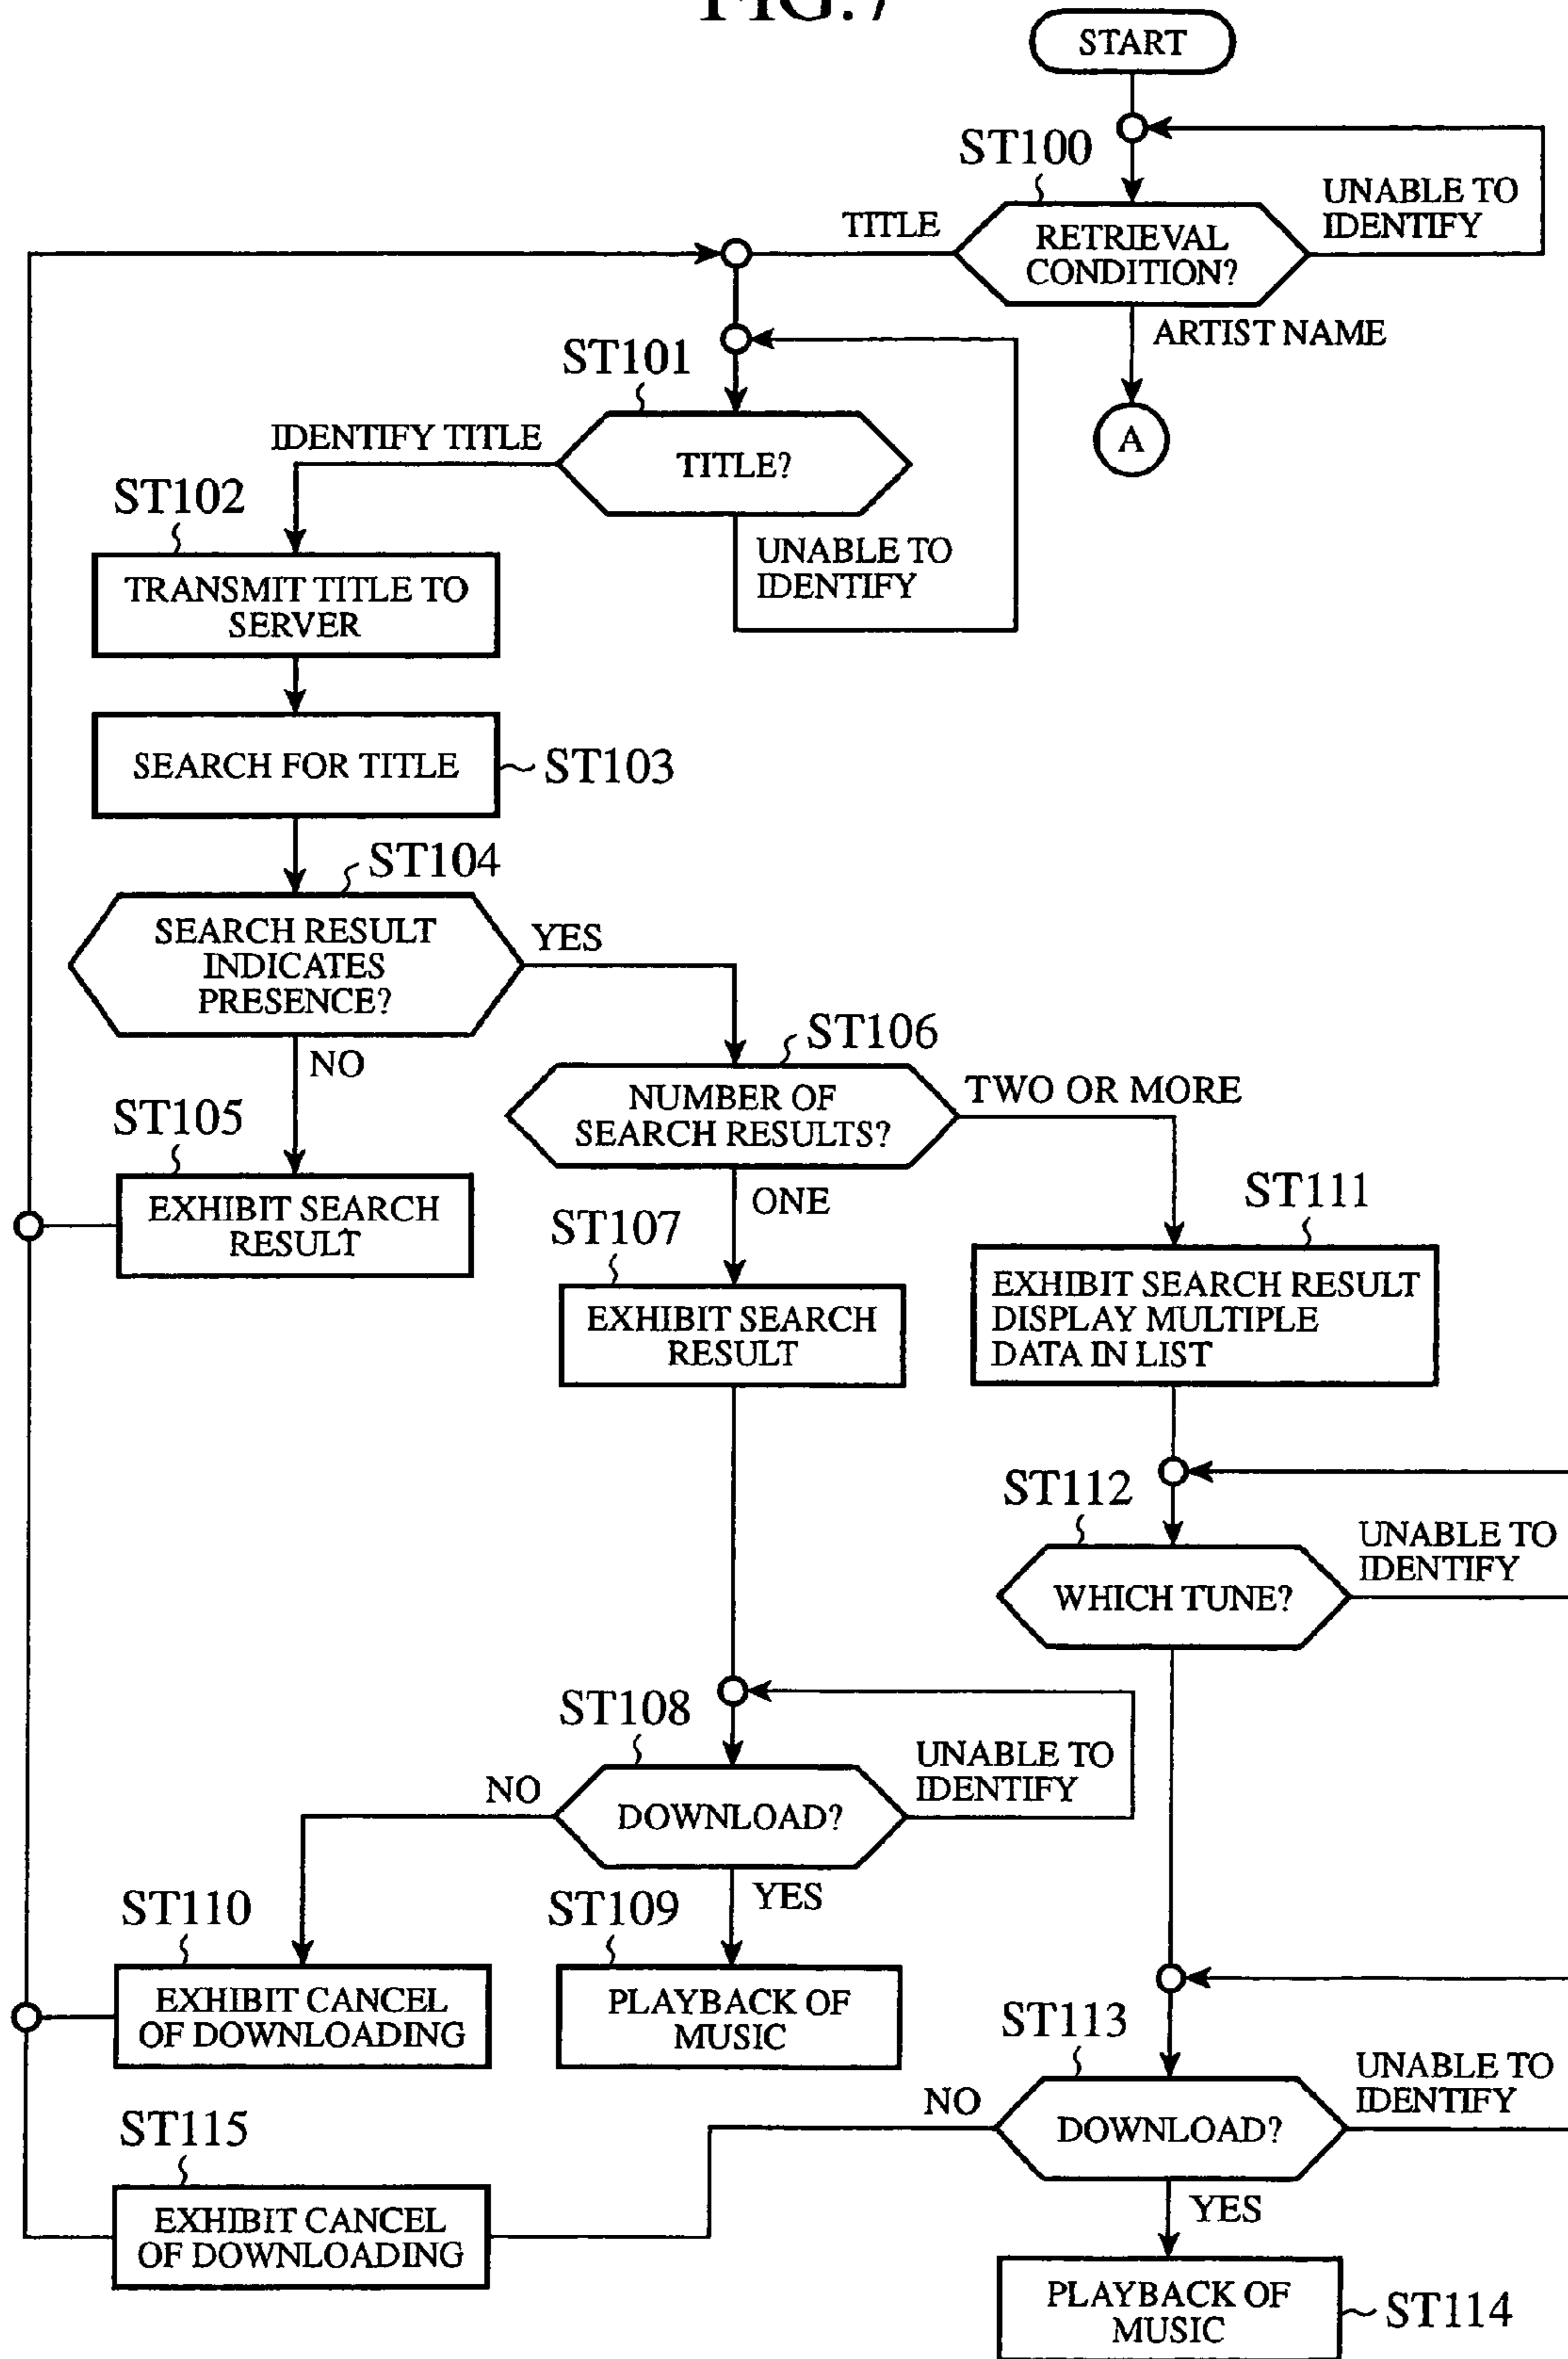 FIG.7
START
ST100
RETRIEVAL
CONDITION?
TITLE
UNABLE TO
IDENTIFY
ARTIST NAME
A
ST101
TITLE?
IDENTIFY TITLE
UNABLE TO
IDENTIFY
ST102
TRANSMIT TITLE TO
SERVER
SEARCH FOR TITLE
ST103
ST104
SEARCH RESULT
INDICATES
PRESENCE?
YES
NO
ST105
EXHIBIT SEARCH
RESULT
ST106
NUMBER OF
SEARCH RESULTS?
TWO OR MORE
ONE
ST107
EXHIBIT SEARCH
RESULT
ST111
EXHIBIT SEARCH RESULT
DISPLAY MULTIPLE
DATA IN LIST
ST112
WHICH TUNE?
UNABLE TO
IDENTIFY
ST108
DOWNLOAD?
UNABLE TO
IDENTIFY
NO
YES
ST110
EXHIBIT CANCEL
OF DOWNLOADING
ST109
PLAYBACK OF
MUSIC
ST113
DOWNLOAD?
UNABLE TO
IDENTIFY
NO
YES
ST115
EXHIBIT CANCEL
OF DOWNLOADING
PLAYBACK OF
MUSIC
ST114